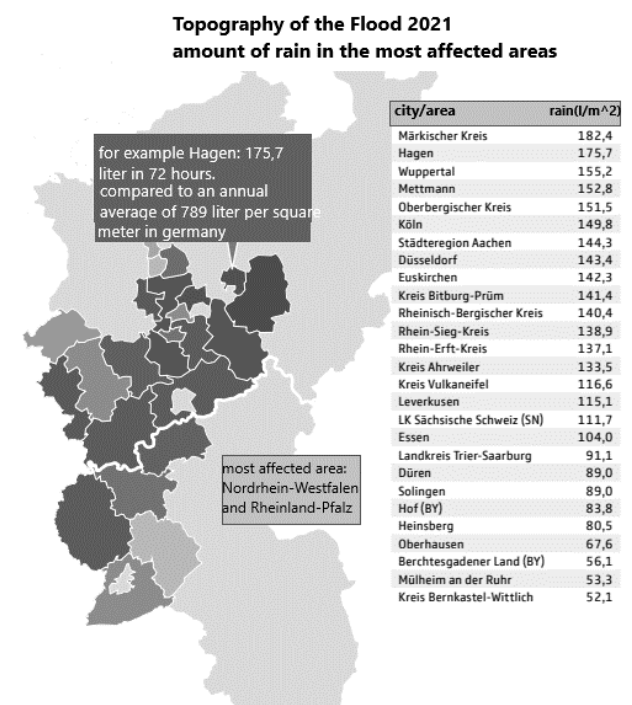 Topography of the Flood 2021
amount of rain in the most affected areas
for example Hagen: 175,7
liter in 72 hours.
compared to an annual
average of 789 liter per square
meter in germany
most affected area:
Nordrhein-Westfalen
and Rheinland-Pfalz
city/area rain(l/m^2)
Märkischer Kreis 182,4
Hagen 175,7
Wuppertal 155,2
Mettmann 152,8
Oberbergischer Kreis 151,5
Köln 149,8
Städteregion Aachen 144,3
Düsseldorf 143,4
Euskirchen 142,3
Kreis Bitburg-Prüm 141,4
Rheinisch-Bergischer Kreis 140,4
Rhein-Sieg-Kreis 138,9
Rhein-Erft-Kreis 137,1
Kreis Ahrweiler 133,5
Kreis Vulkaneifel 116,6
Leverkusen 115,1
LK Sächsische Schweiz (SN) 111,7
Essen 104,0
Landkreis Trier-Saarburg 91,1
Düren 89,0
Solingen 89,0
Hof (BY) 83,8
Heinsberg 80,5
Oberhausen 67,6
Berchtesgadener Land (BY) 56,1
Mülheim an der Ruhr 53,3
Kreis Bernkastel-Wittlich 52,1